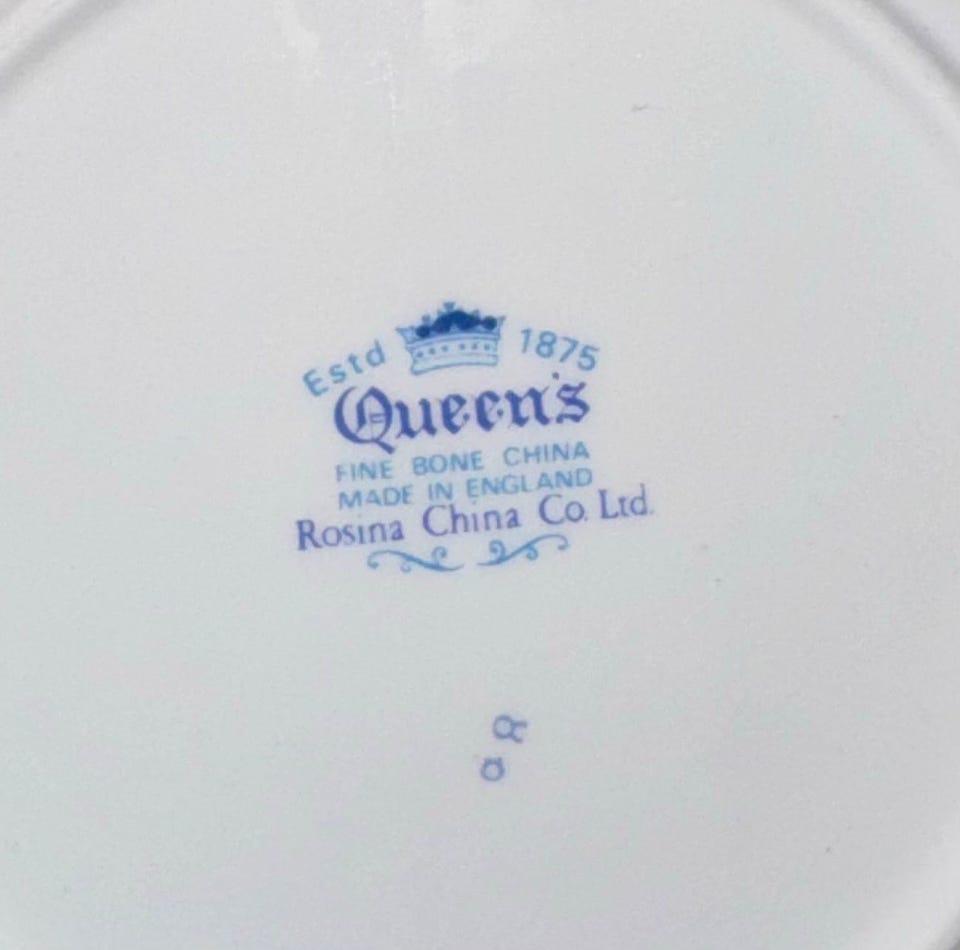 Estd 1875
Queen's
FINE BONE CHINA
MADE IN ENGLAND
Rosina China Co. Ltd.